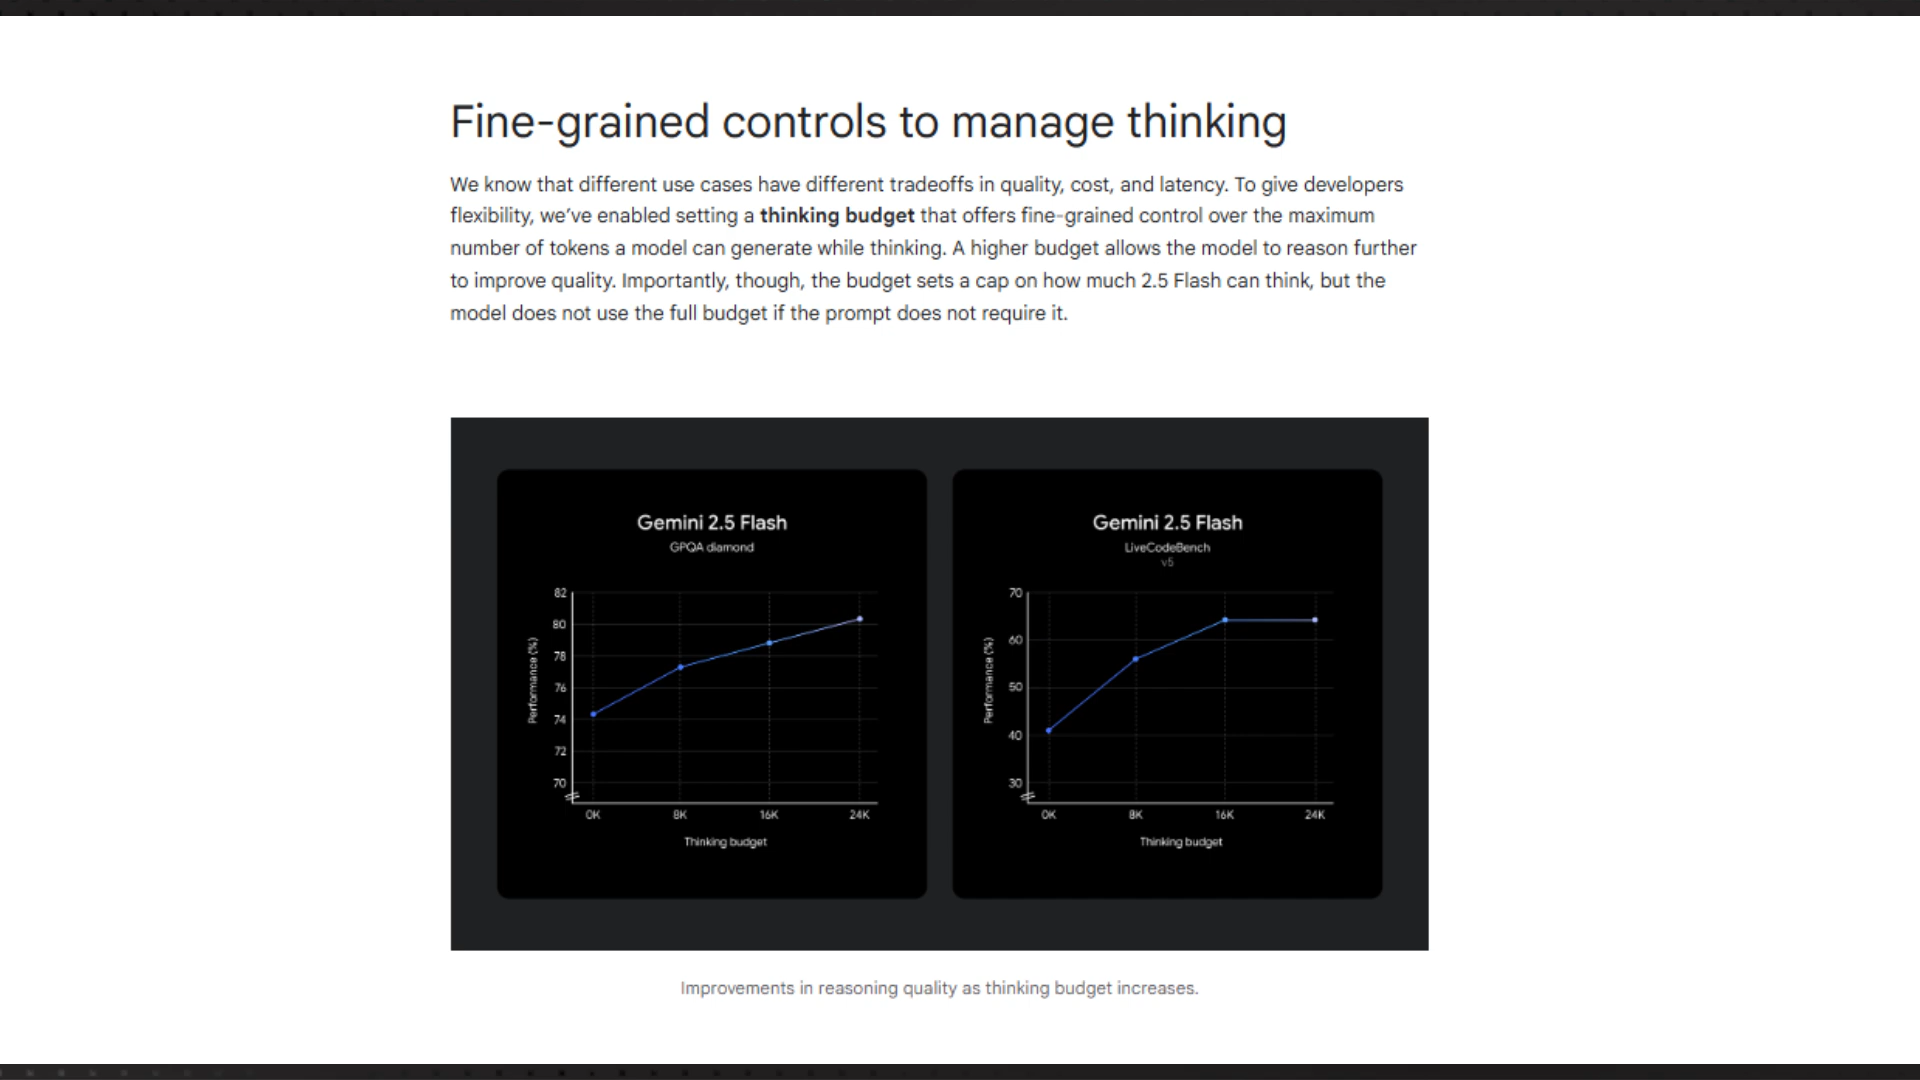 Fine-grained controls to manage thinking
We know that different use cases have different tradeoffs in quality, cost, and latency. To give developers
flexibility, we’ve enabled setting a thinking budget that offers fine-grained control over the maximum
number of tokens a model can generate while thinking. A higher budget allows the model to reason further
to improve quality. Importantly, though, the budget sets a cap on how much 2.5 Flash can think, but the
model does not use the full budget if the prompt does not require it.
Gemini 2.5 Flash
GPQA diamond
Performance (%)
82
80
78
76
74
72
70
0K 8K 16K 24K
Thinking budget
Gemini 2.5 Flash
LiveCodeBench
v5
Performance (%)
70
60
50
40
30
0K 8K 16K 24K
Thinking budget
Improvements in reasoning quality as thinking budget increases.